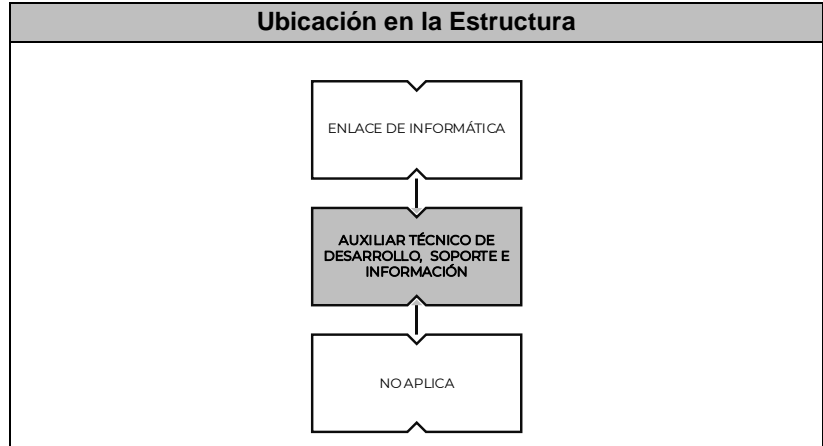 Ubicación en la Estructura
ENLACE DE INFORMÁTICA
AUXILIAR TÉCNICO DE
DESARROLLO, SOPORTE E
INFORMACIÓN
NO APLICA